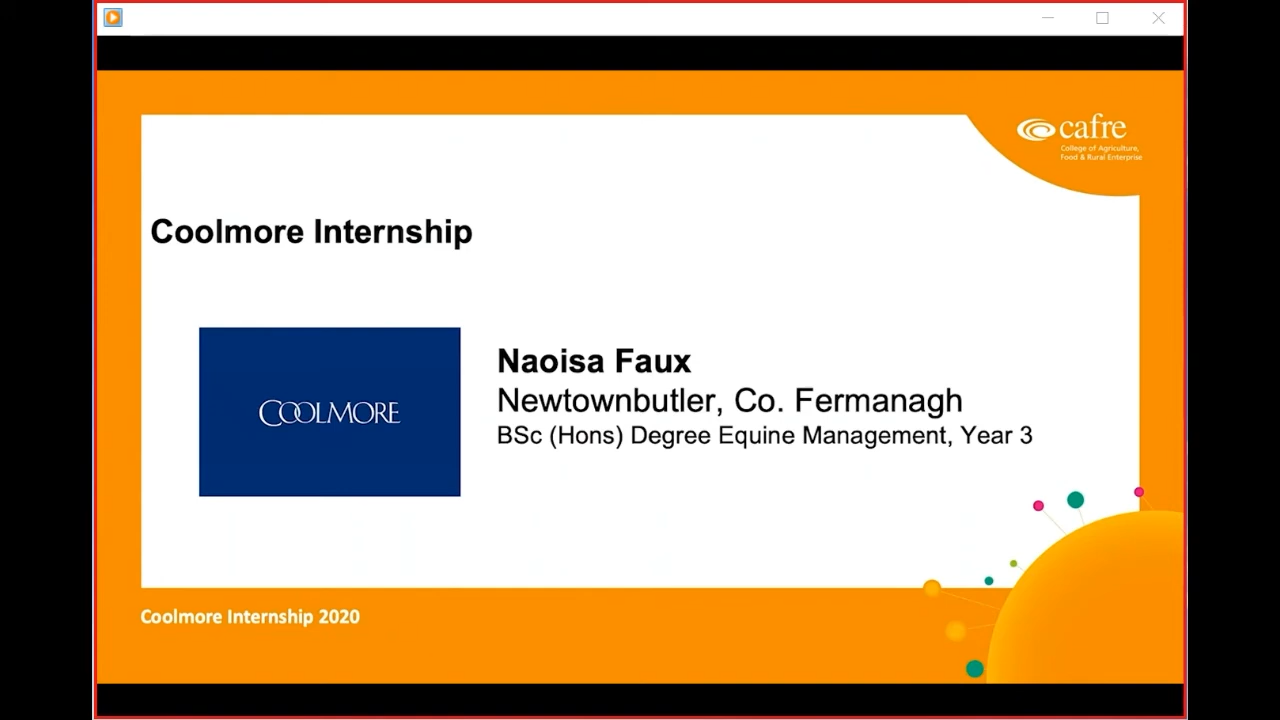 cafre
College of Agriculture,
Food & Rural Enterprise
Coolmore Internship
COOLMORE
Naoisa Faux
Newtownbutler, Co. Fermanagh
BSc (Hons) Degree Equine Management, Year 3
Coolmore Internship 2020